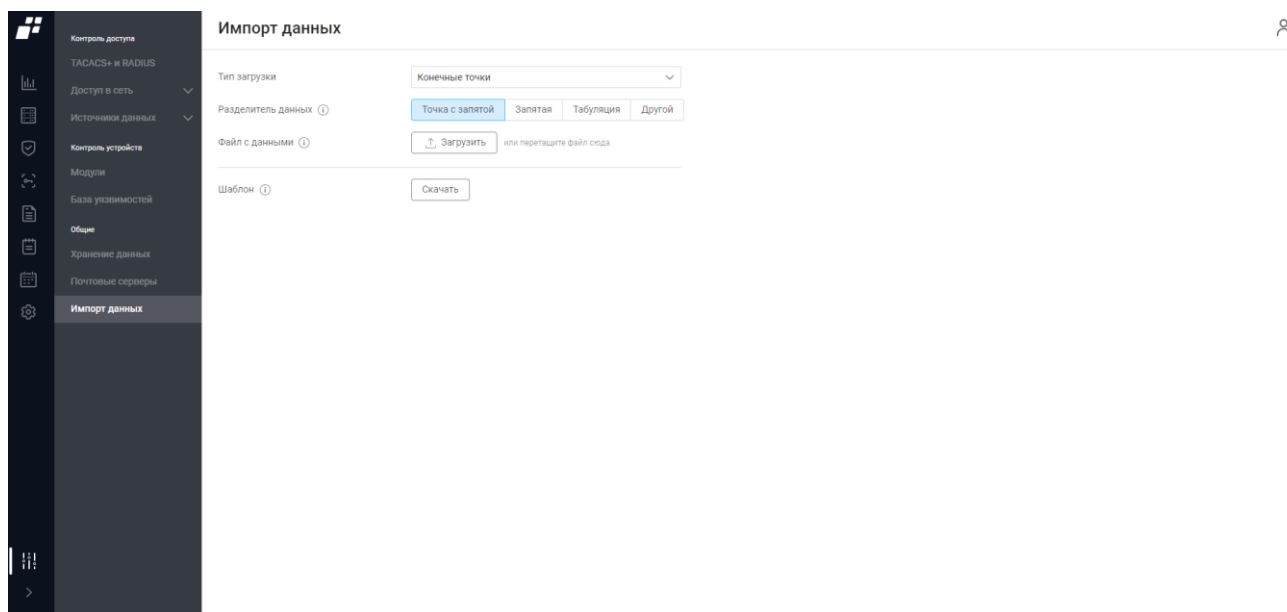 Импорт данных
Контроль доступа
TACACS+ и RADIUS
Доступ в сеть
Источники данных
Контроль устройств
Модули
База уязвимостей
Общие
Хранение данных
Почтовые серверы
Импорт данных
Тип загрузки
Конечные точки
Разделитель данных
Точка с запятой Запятая Табуляция Другой
Файл с данными
Загрузить или перетащите файл сюда
Шаблон
Скачать